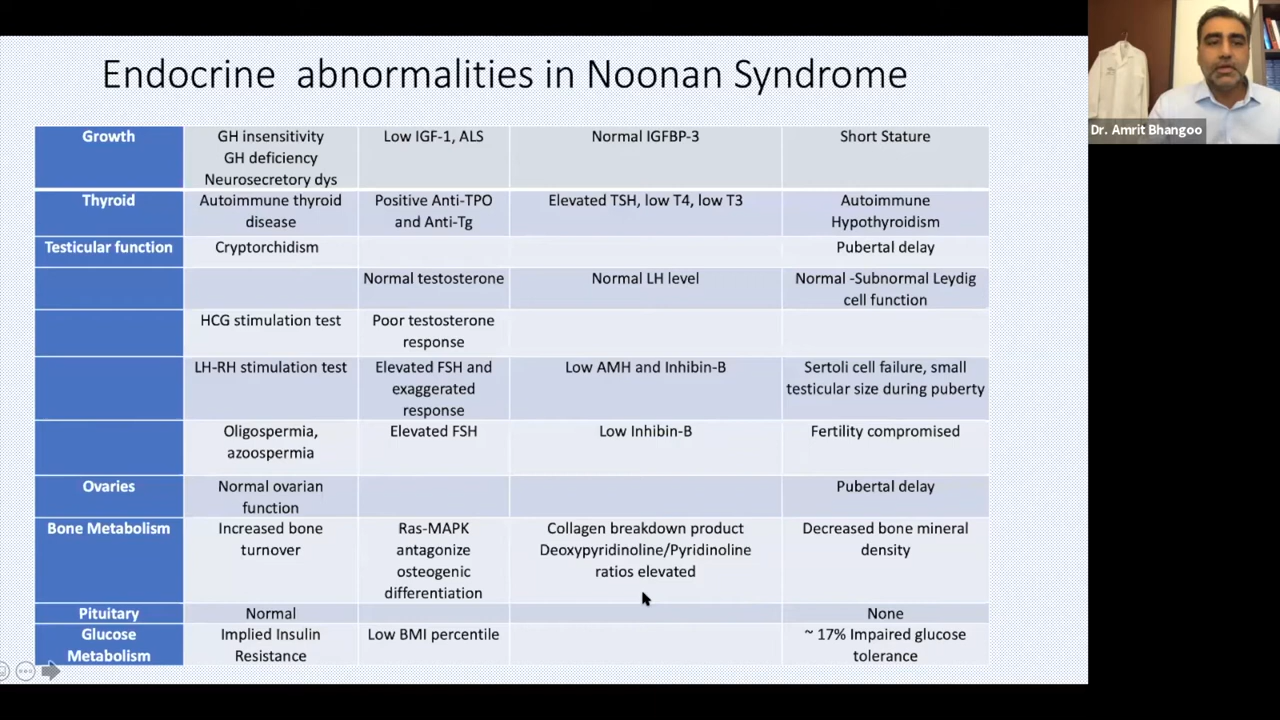 Endocrine abnormalities in Noonan Syndrome
Dr. Amrit Bhangoo
Growth
GH insensitivity
GH deficiency
Neurosecretory dys
Low IGF-1, ALS
Normal IGFBP-3
Short Stature
Thyroid
Autoimmune thyroid
disease
Positive Anti-TPO
and Anti-Tg
Elevated TSH, low T4, low T3
Autoimmune
Hypothyroidism
Testicular function
Cryptorchidism
Pubertal delay
Normal testosterone
Normal LH level
Normal -Subnormal Leydig
cell function
HCG stimulation test
Poor testosterone
response
LH-RH stimulation test
Elevated FSH and
exaggerated
response
Low AMH and Inhibin-B
Sertoli cell failure, small
testicular size during puberty
Oligospermia,
azoospermia
Elevated FSH
Low Inhibin-B
Fertility compromised
Ovaries
Normal ovarian
function
Pubertal delay
Bone Metabolism
Increased bone
turnover
Ras-MAPK
antagonize
osteogenic
differentiation
Collagen breakdown product
Deoxypyridinoline/Pyridinoline
ratios elevated
Decreased bone mineral
density
Pituitary
Normal
None
Glucose
Metabolism
Implied Insulin
Resistance
Low BMI percentile
~ 17% Impaired glucose
tolerance